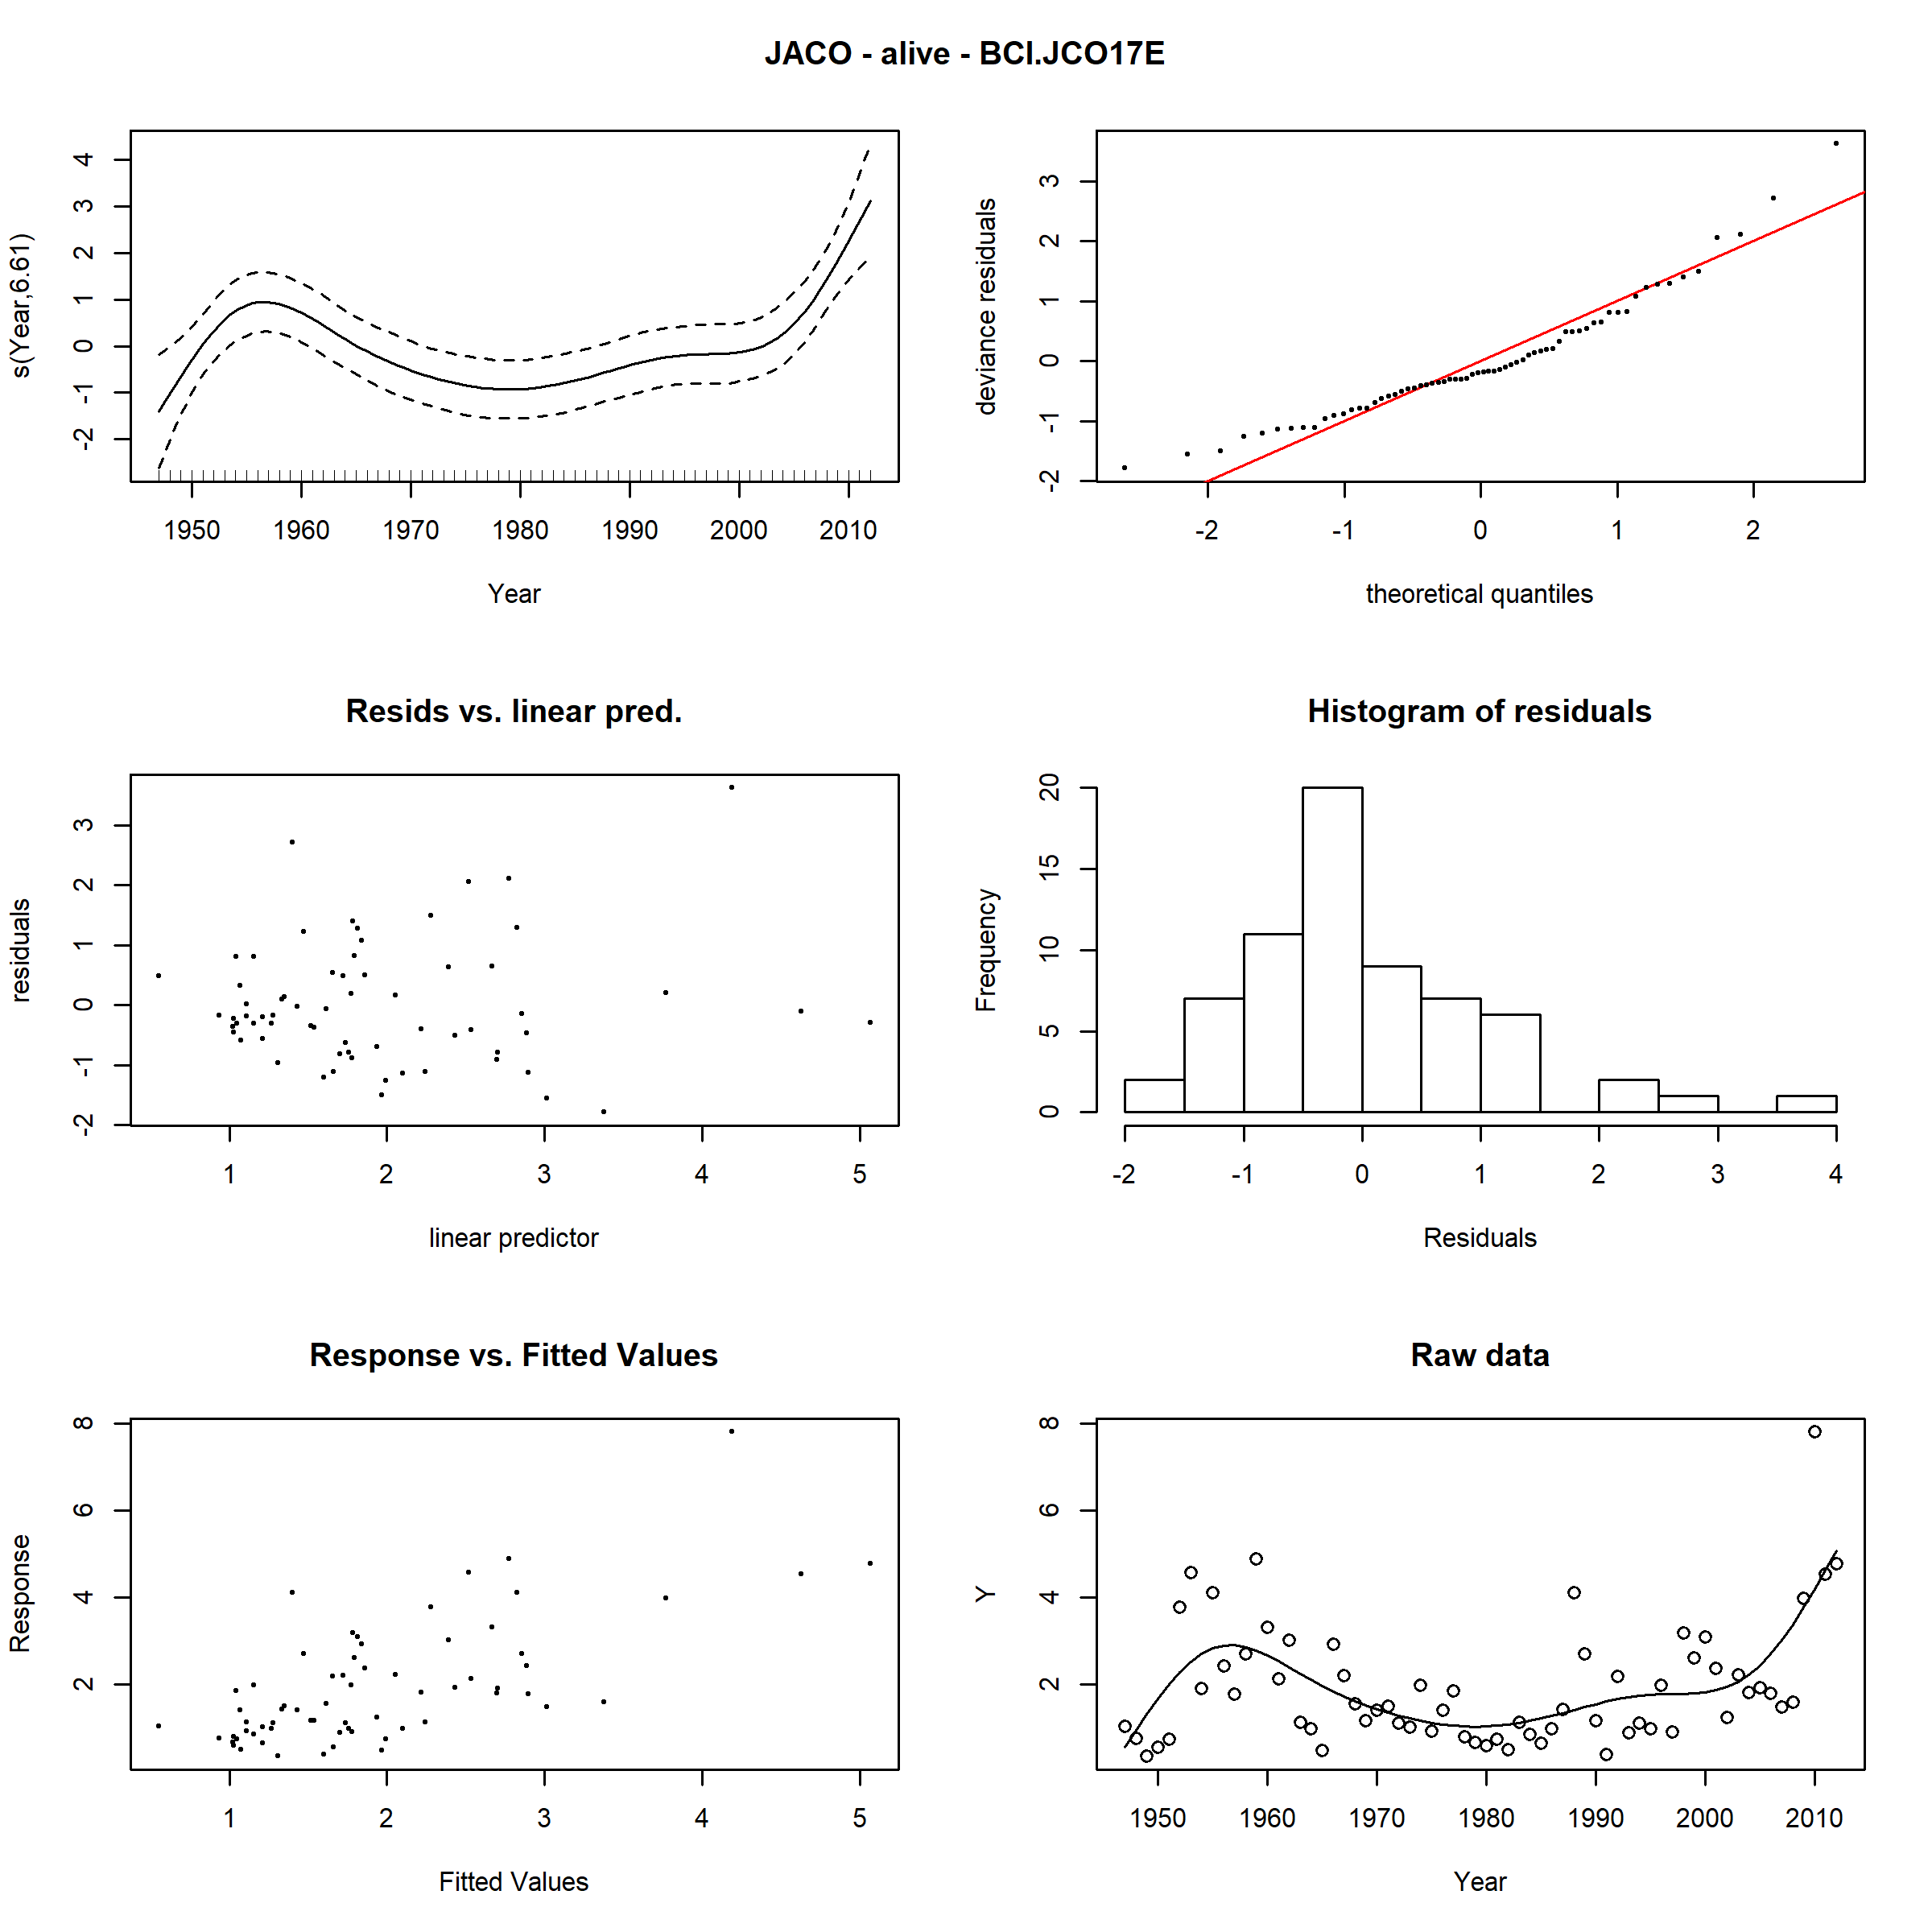 JACO - alive - BCI.JCO17E
s(Year,6.61)
4
3
2
1
0
-1
-2
1950 1960 1970 1980 1990 2000 2010
Year
deviance residuals
3
2
1
0
-1
-2
-2 -1 0 1 2
theoretical quantiles
Resids vs. linear pred.
residuals
3
2
1
0
-1
-2
1 2 3 4 5
linear predictor
Histogram of residuals
Frequency
20
15
10
5
0
-2 -1 0 1 2 3 4
Residuals
Response vs. Fitted Values
Response
8
6
4
2
1 2 3 4 5
Fitted Values
Raw data
Y
8
6
4
2
1950 1960 1970 1980 1990 2000 2010
Year